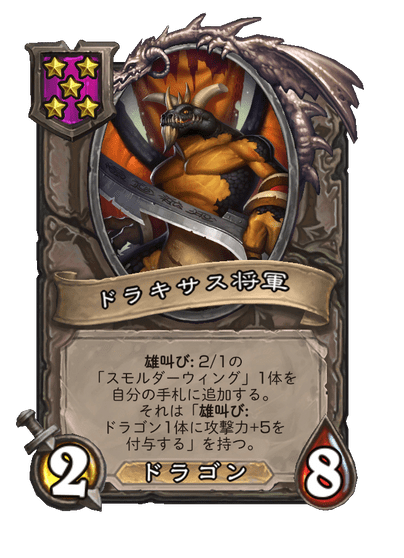 ドラキサス将軍
雄叫び: 2/1の
「スモルダーウィング」1体を
自分の手札に追加する。
それは「雄叫び:
ドラゴン1体に攻撃力+5を
付与する」を持つ。
2
ドラゴン
8